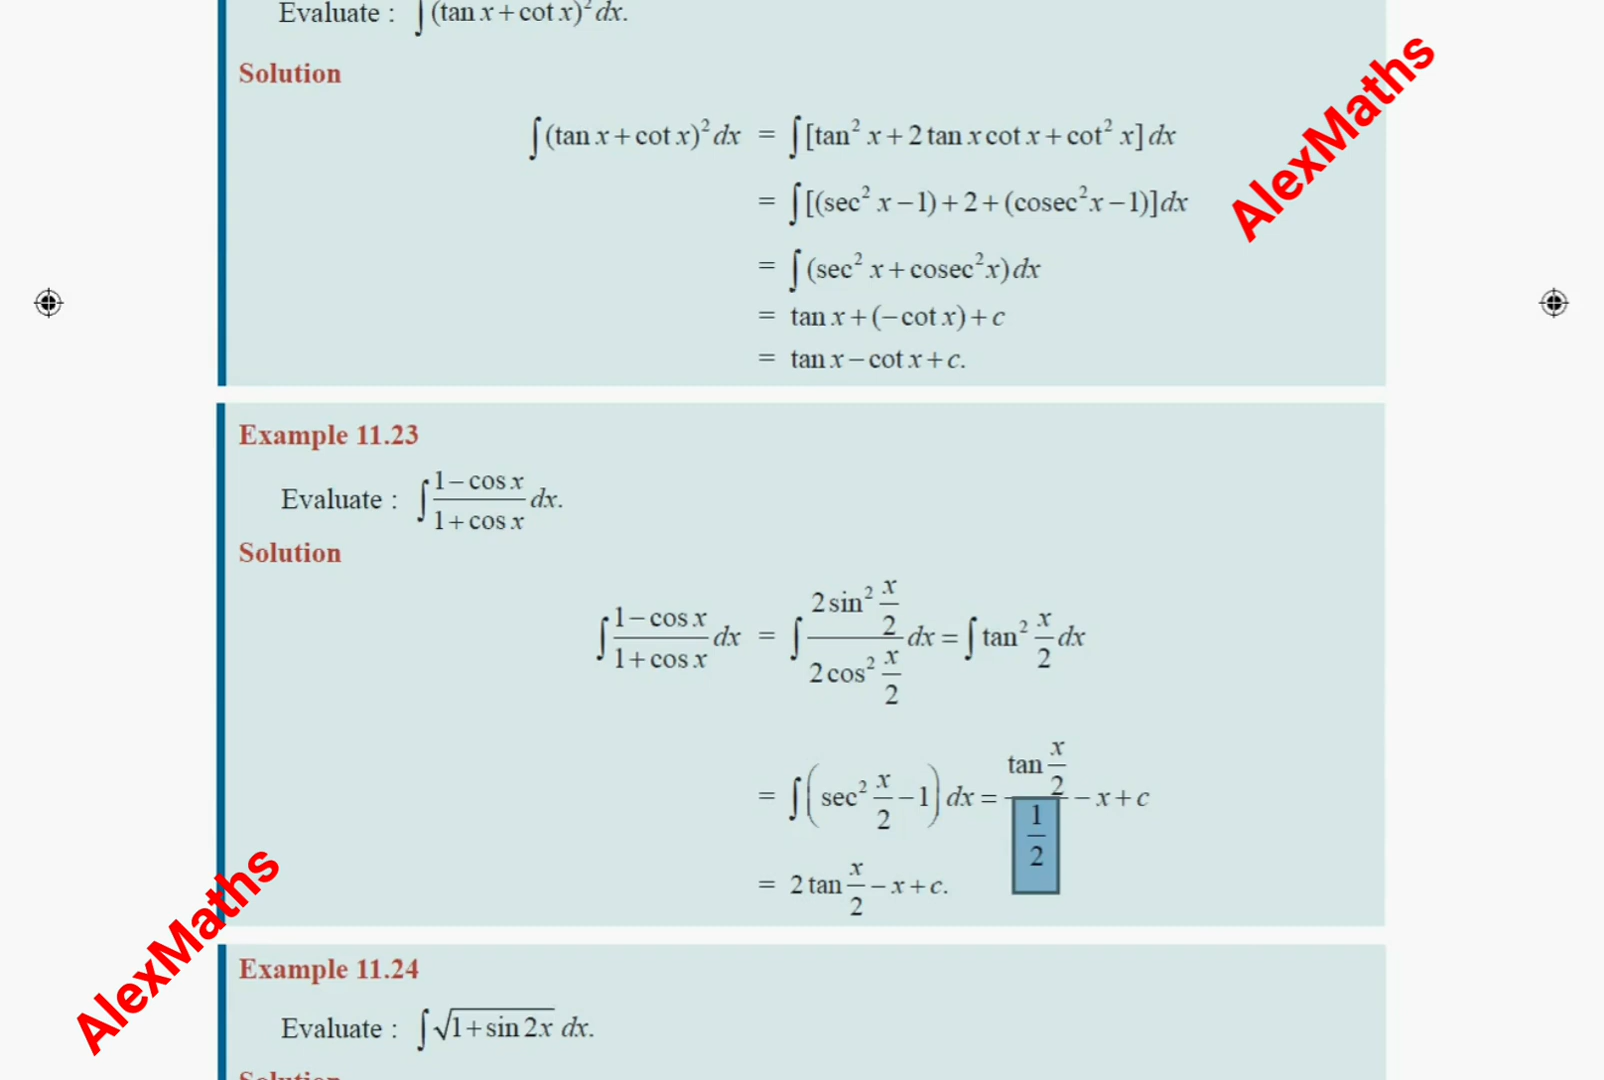 Evaluate : ∫(tan x + cot x)² dx.
Solution
∫(tan x + cot x)² dx = ∫[tan² x + 2 tan x cot x + cot² x] dx
= ∫[(sec² x − 1) + 2 + (cosec² x − 1)] dx
= ∫(sec² x + cosec² x) dx
= tan x + (− cot x) + c
= tan x − cot x + c.
Example 11.23
Evaluate : ∫ (1 − cos x)/(1 + cos x) dx.
Solution
∫ (1 − cos x)/(1 + cos x) dx = ∫ (2 sin² x/2)/(2 cos² x/2) dx = ∫ tan² x/2 dx
= ∫ (sec² x/2 − 1) dx = (tan x/2)/(1/2) − x + c
= 2 tan x/2 − x + c.
Example 11.24
Evaluate : ∫ √(1 + sin 2x) dx.
Solution
AlexMaths
AlexMaths